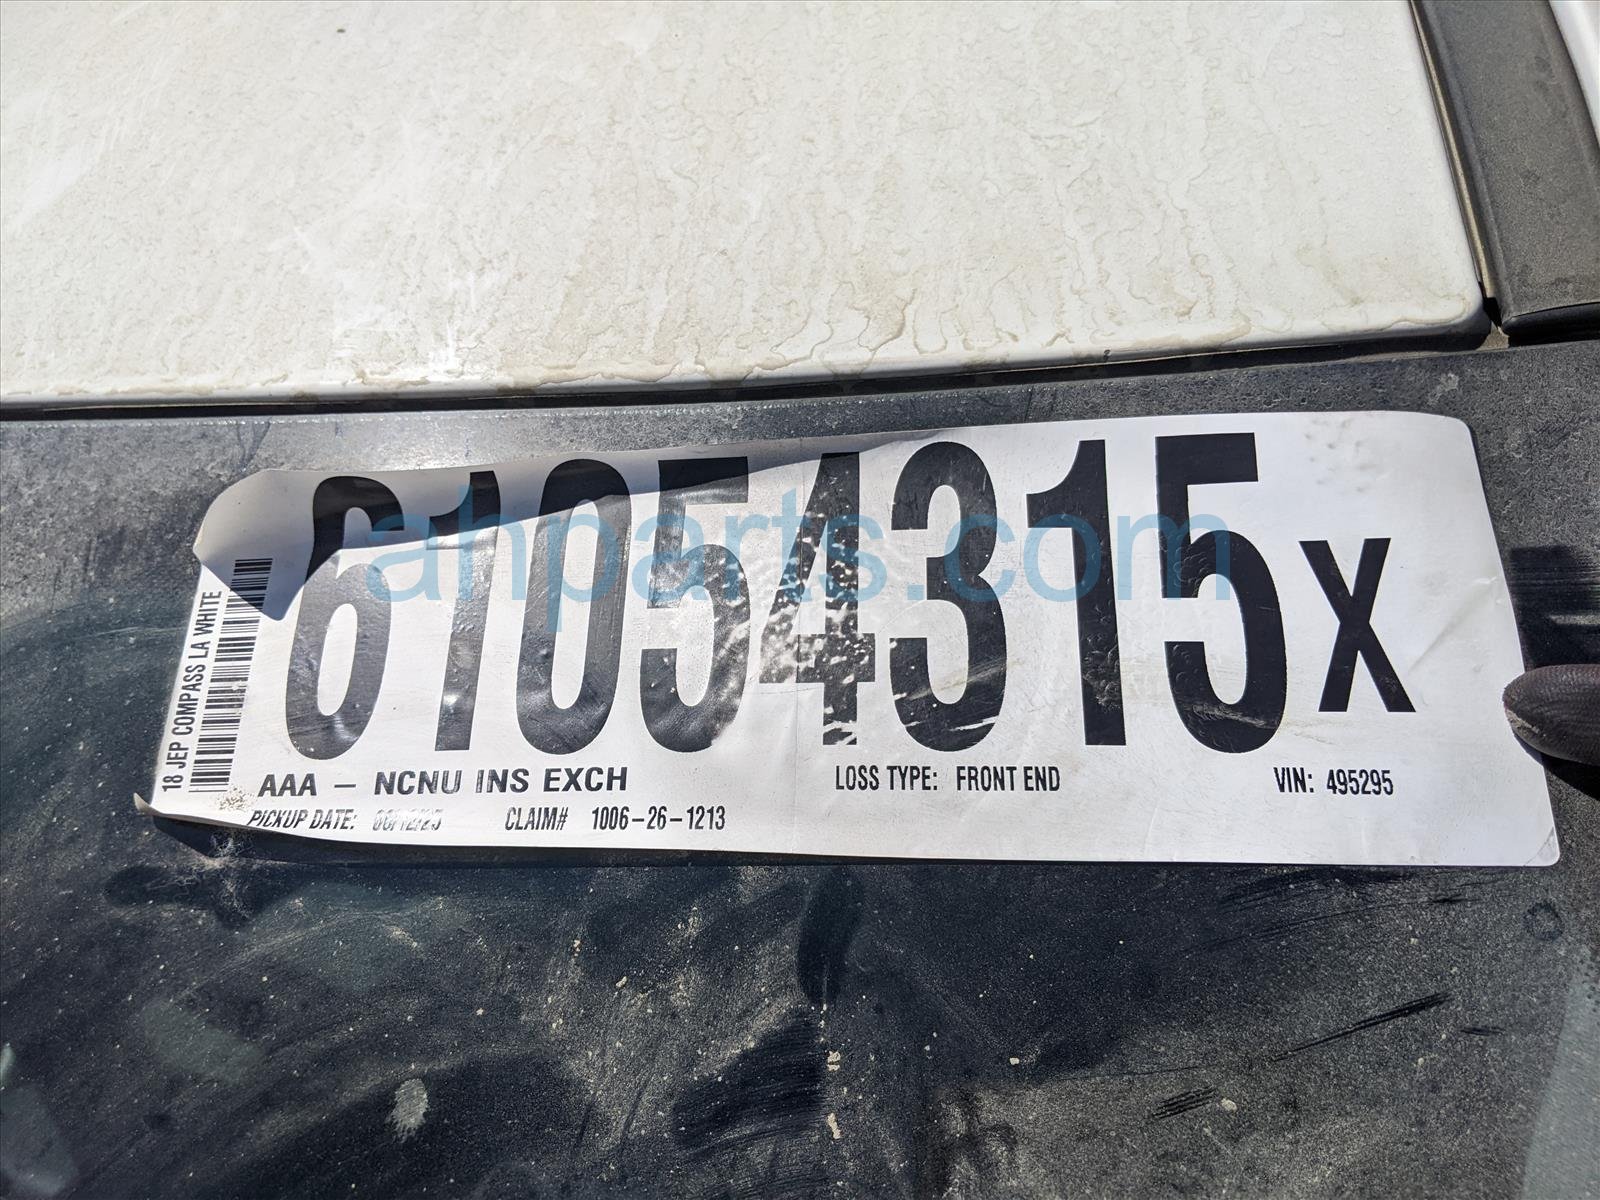 61054315X
18 JEP COMPASS LA WHITE
AAA - NCNU INS EXCH
LOSS TYPE: FRONT END
VIN: 495295
PICKUP DATE:
CLAIM# 1006-26-1213
ahparts.com